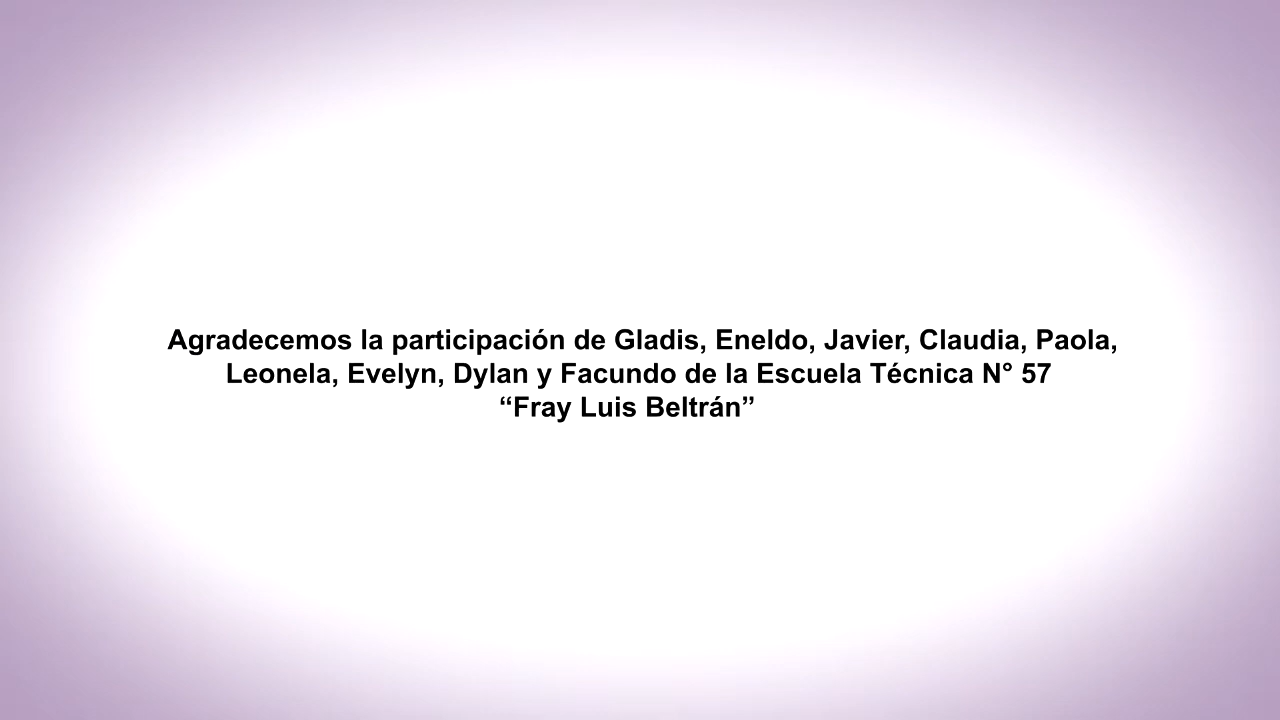 Agradecemos la participación de Gladis, Eneldo, Javier, Claudia, Paola,
Leonela, Evelyn, Dylan y Facundo de la Escuela Técnica N° 57
“Fray Luis Beltrán”